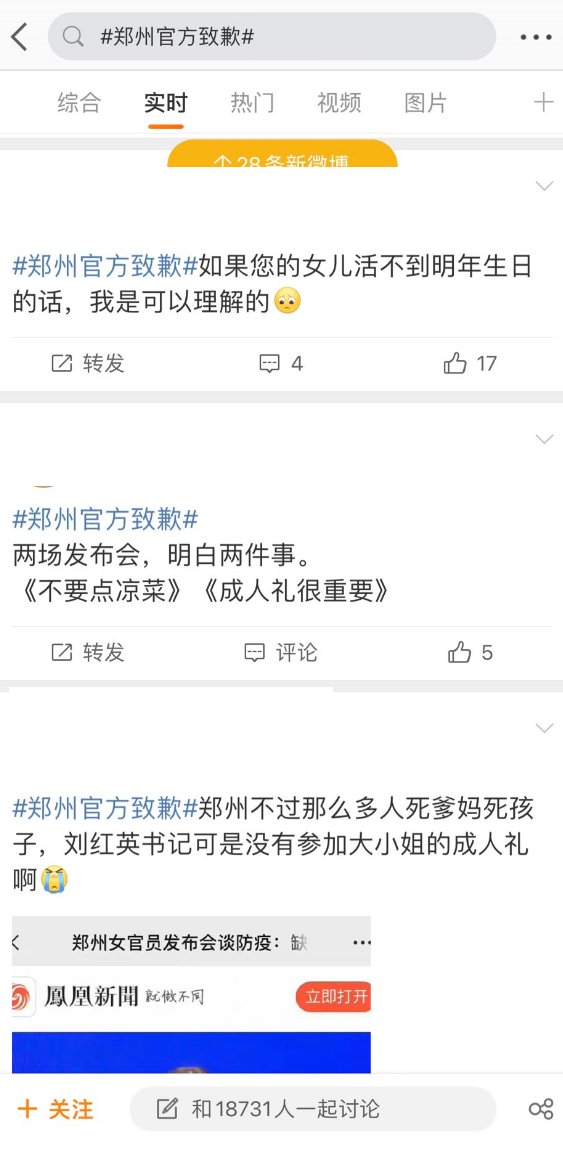 #郑州官方致歉#
综合 实时 热门 视频 图片
28条新微博
#郑州官方致歉#如果您的女儿活不到明年生日
的话，我是可以理解的🥺
转发 4 17
#郑州官方致歉#
两场发布会，明白两件事。
《不要点凉菜》《成人礼很重要》
转发 评论 5
#郑州官方致歉#郑州不过那么多人死爹妈死孩
子，刘红英书记可是没有参加大小姐的成人礼
啊😭
郑州女官员发布会谈防疫：缺
鳳凰新聞 就做不同 立即打开
+ 关注 和18731人一起讨论